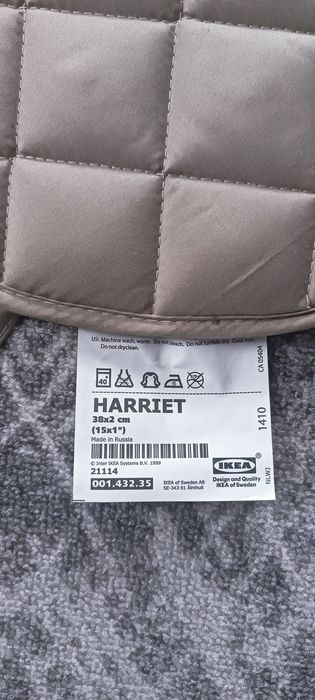 US: Machine wash, warm. Do not bleach. Do not tumble dry. Cool iron.
Do not dryclean.
CA 05404
40
HARRIET
38x2 cm
(15x1")
Made in Russia
1410
© Inter IKEA Systems B.V. 1999
21114
001.432.35
IKEA of Sweden AB
SE-343 81 Älmhult
IKEA®
Design and Quality
IKEA of Sweden